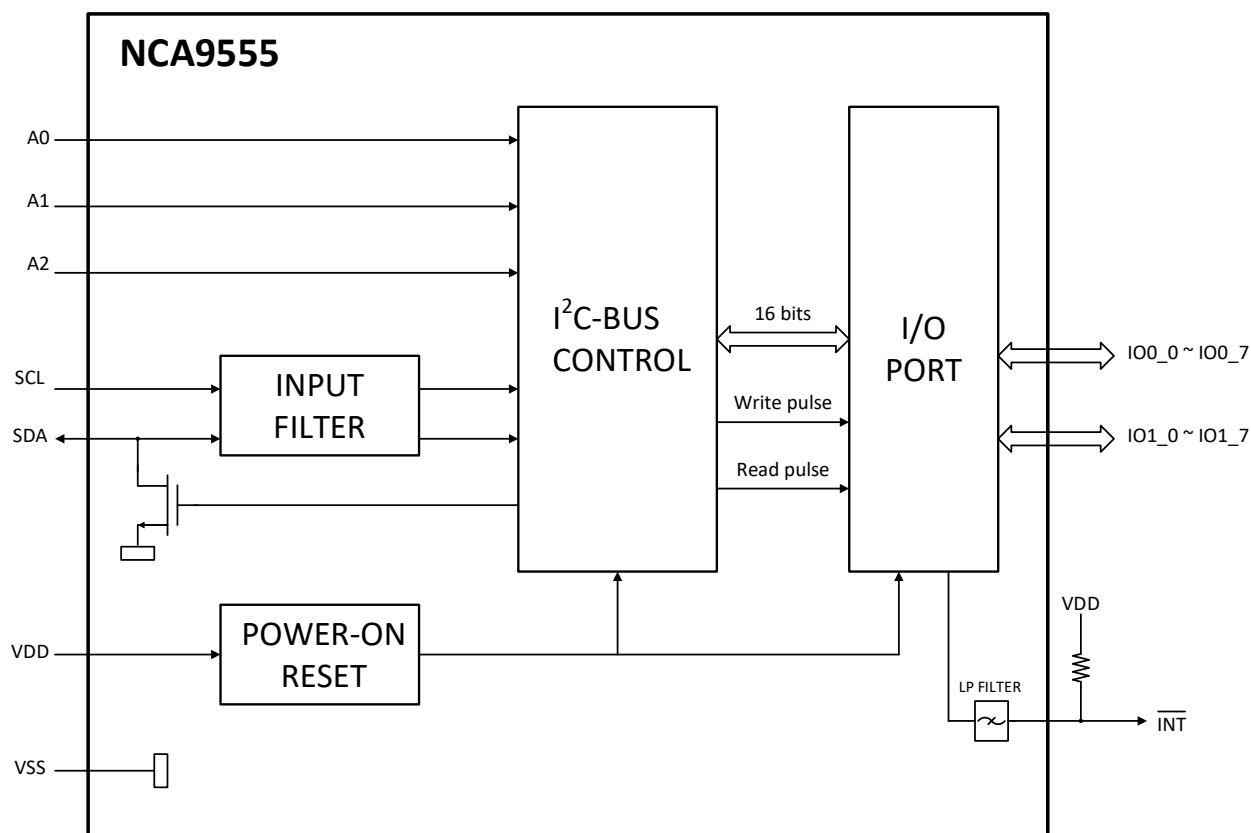 NCA9555
A0
A1
A2
SCL
SDA
VDD
VSS
INPUT
FILTER
POWER-ON
RESET
I²C-BUS
CONTROL
16 bits
Write pulse
Read pulse
I/O
PORT
IO0_0 ~ IO0_7
IO1_0 ~ IO1_7
VDD
LP FILTER
INT